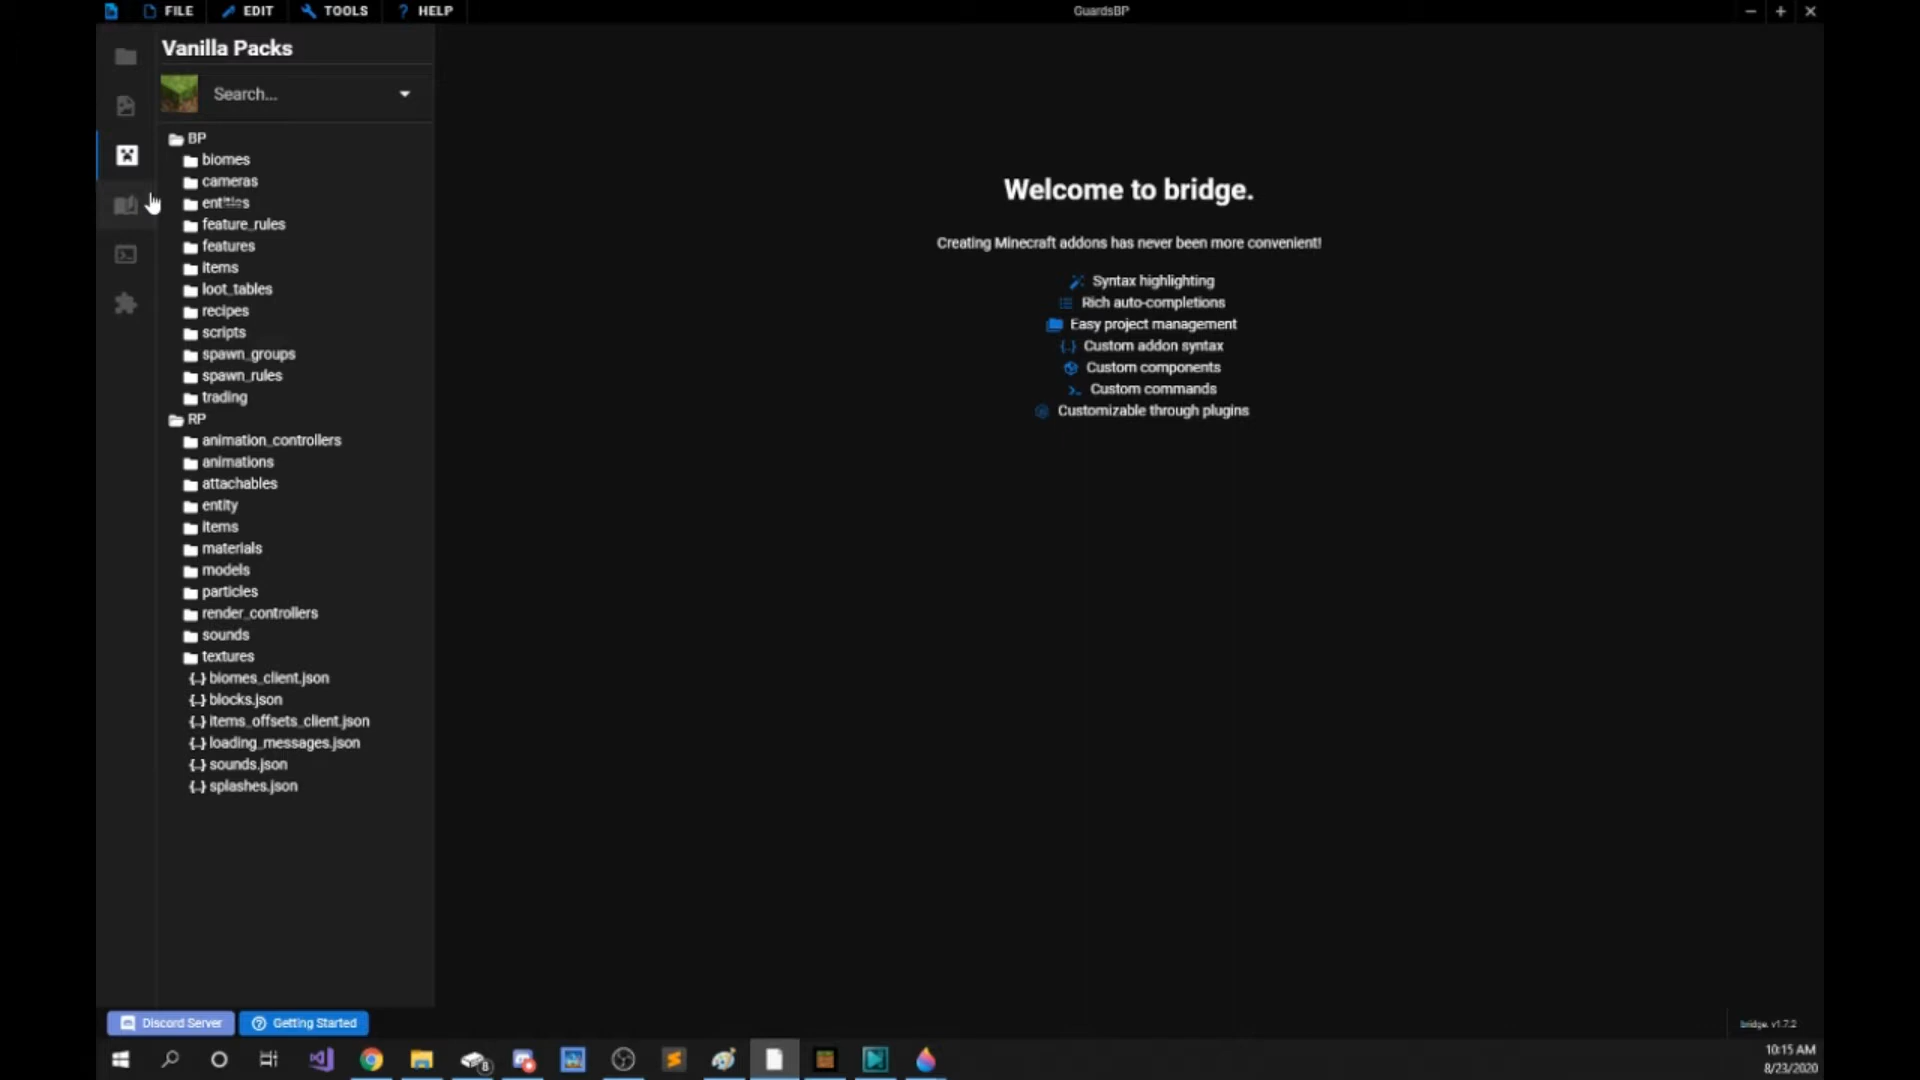 FILE EDIT TOOLS ? HELP GuardsBP
Vanilla Packs
Search...
BP
biomes
cameras
entities
feature_rules
features
items
loot_tables
recipes
scripts
spawn_groups
spawn_rules
trading
RP
animation_controllers
animations
attachables
entity
items
materials
models
particles
render_controllers
sounds
textures
{..} biomes_client.json
{..} blocks.json
{..} items_offsets_client.json
{..} loading_messages.json
{..} sounds.json
{..} splashes.json
Welcome to bridge.
Creating Minecraft addons has never been more convenient!
Syntax highlighting
Rich auto-completions
Easy project management
Custom addon syntax
Custom components
Custom commands
Customizable through plugins
Discord Server Getting Started
bridge. v1.7.2
8
10:15 AM
8/23/2020